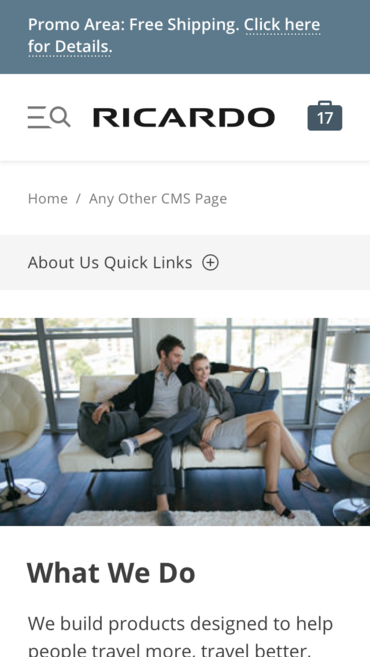 Promo Area: Free Shipping. Click here
for Details.
RICARDO
17
Home / Any Other CMS Page
About Us Quick Links
What We Do
We build products designed to help
people travel more, travel better.